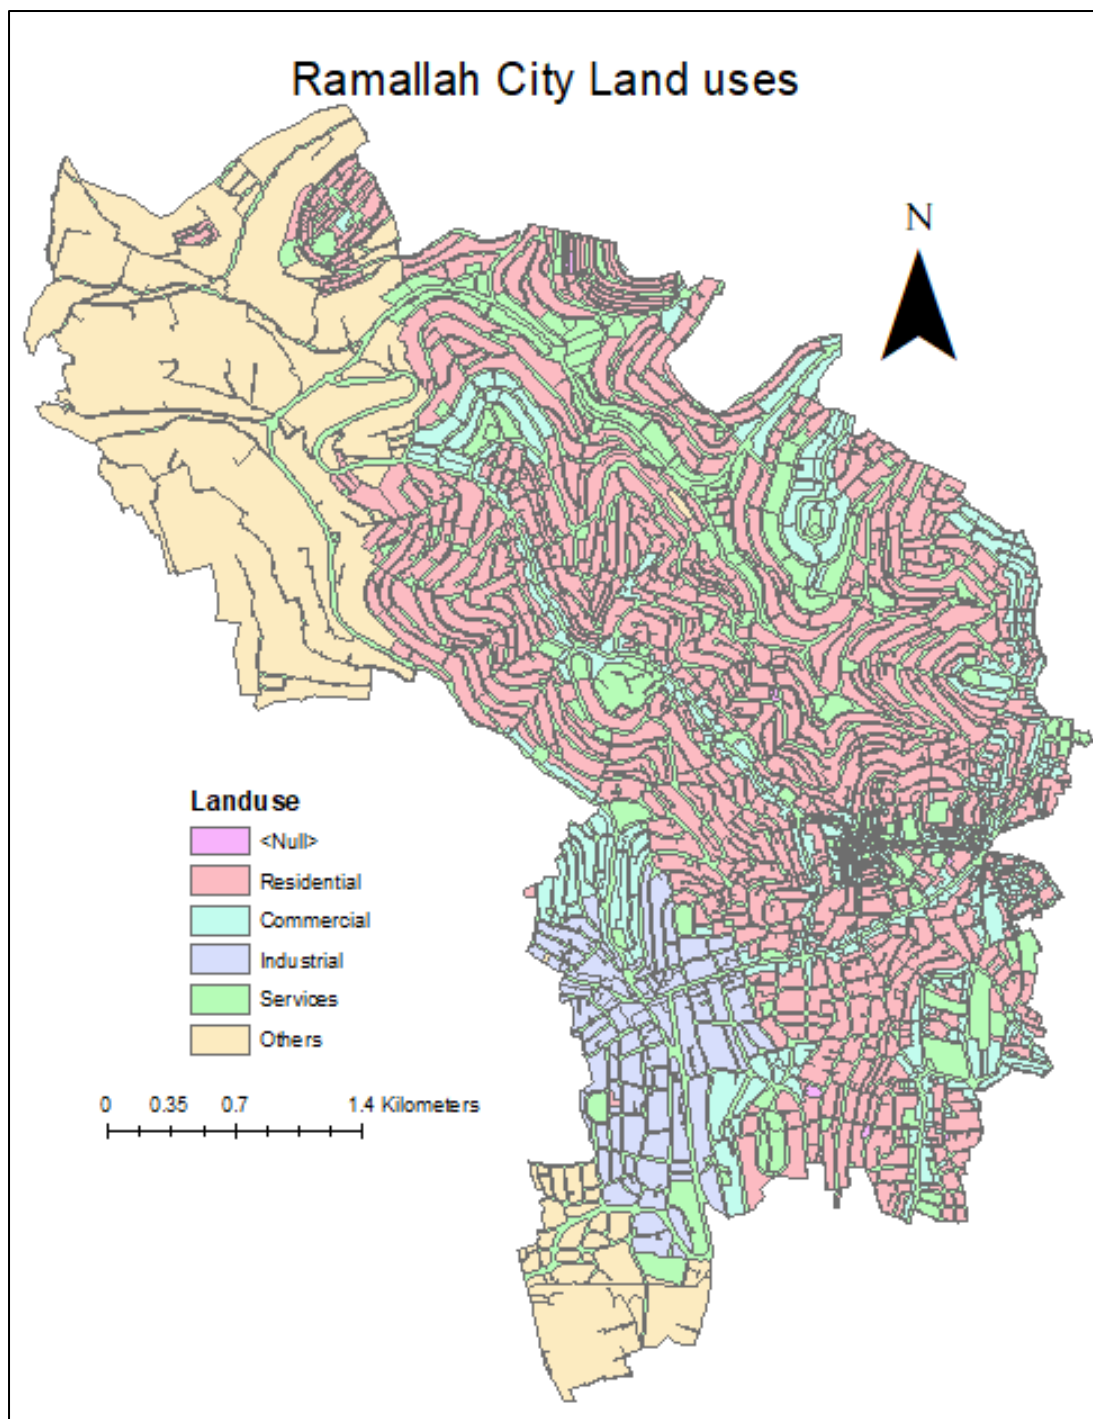 Ramallah City Land uses
N
Landuse
<Null>
Residential
Commercial
Industrial
Services
Others
0 0.35 0.7 1.4 Kilometers